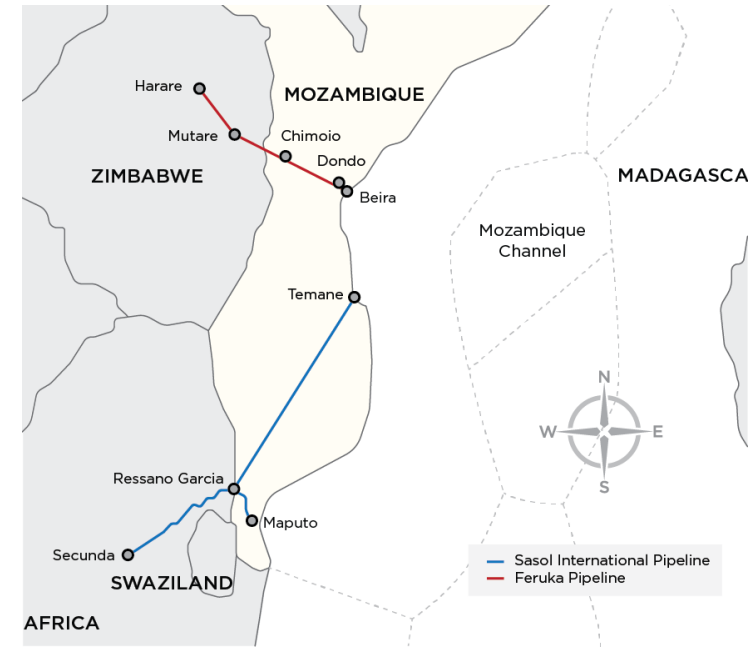 Harare
MOZAMBIQUE
Mutare
Chimoio
Dondo
ZIMBABWE
MADAGASCA
Beira
Mozambique
Channel
Temane
N
W
E
S
Ressano Garcia
Maputo
Secunda
SWAZILAND
Sasol International Pipeline
Feruka Pipeline
AFRICA